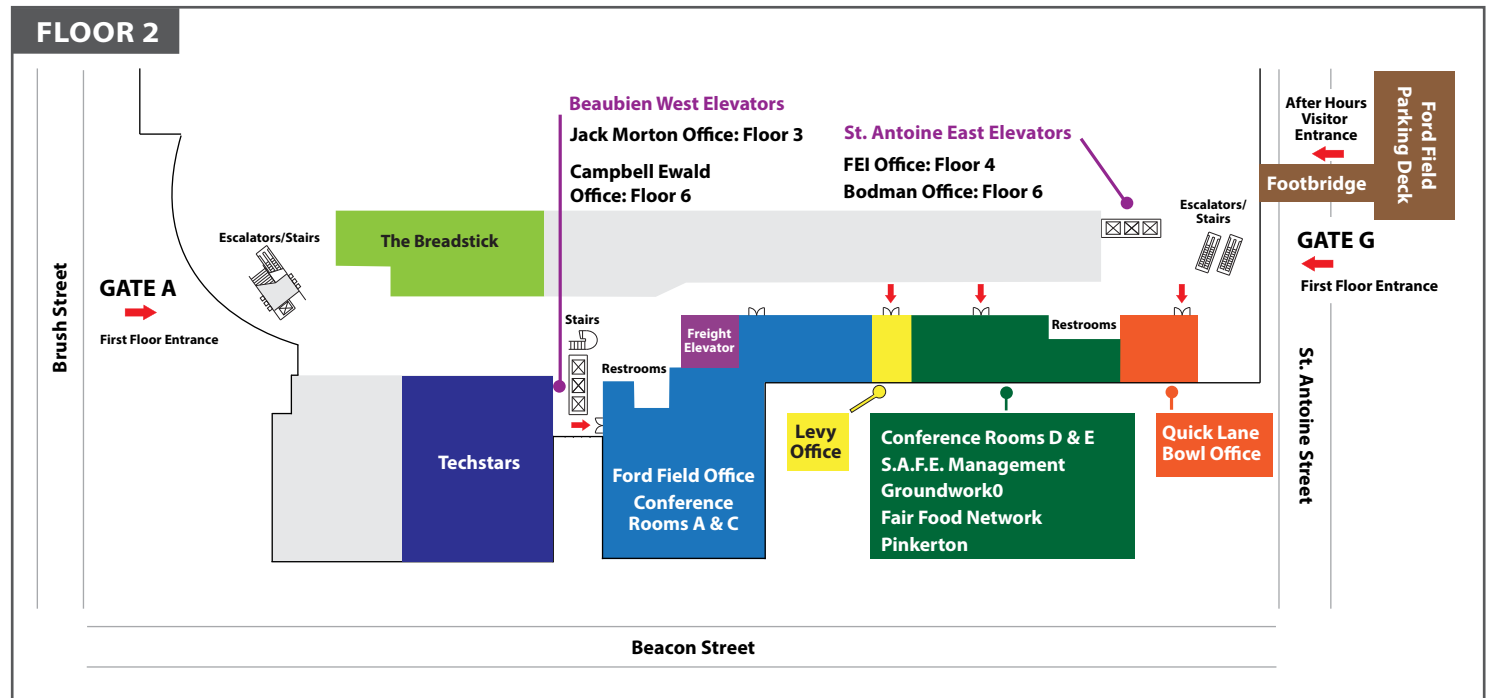 FLOOR 2
Beaubien West Elevators
Jack Morton Office: Floor 3
Campbell Ewald
Office: Floor 6
St. Antoine East Elevators
FEI Office: Floor 4
Bodman Office: Floor 6
After Hours
Visitor
Entrance
Ford Field
Parking Deck
Footbridge
Escalators/Stairs
The Breadstick
Escalators/
Stairs
GATE A
First Floor Entrance
GATE G
First Floor Entrance
Brush Street
Stairs
Freight
Elevator
Restrooms
Restrooms
St. Antoine Street
Techstars
Ford Field Office
Conference
Rooms A & C
Levy
Office
Conference Rooms D & E
S.A.F.E. Management
Groundwork0
Fair Food Network
Pinkerton
Quick Lane
Bowl Office
Beacon Street